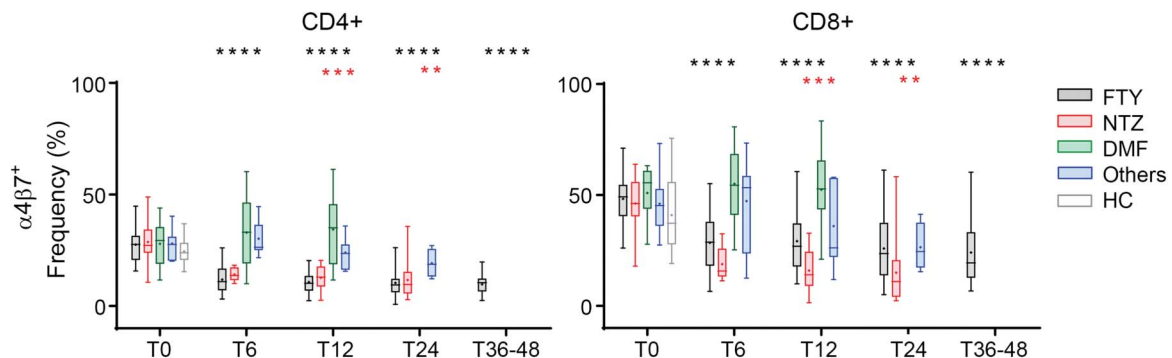 CD4+
CD8+
**** **** **** ****
*** **
**** **** **** ****
*** **
α4β7+
Frequency (%)
100
50
0
T0 T6 T12 T24 T36-48
100
50
0
T0 T6 T12 T24 T36-48
FTY
NTZ
DMF
Others
HC